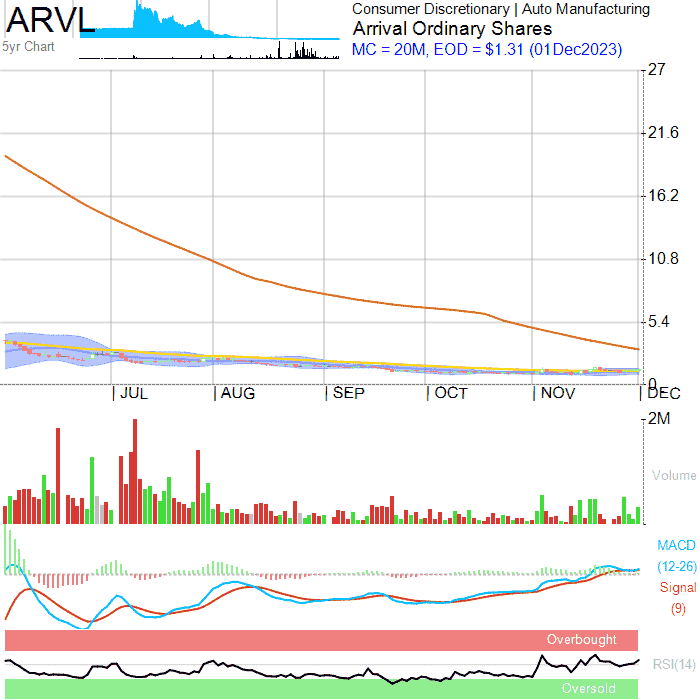 ARVL
5yr Chart
Consumer Discretionary | Auto Manufacturing
Arrival Ordinary Shares
MC = 20M, EOD = $1.31 (01Dec2023)
27
21.6
16.2
10.8
5.4
0
JUL AUG SEP OCT NOV DEC
2M
Volume
MACD
(12-26)
Signal
(9)
Overbought
RSI(14)
Oversold